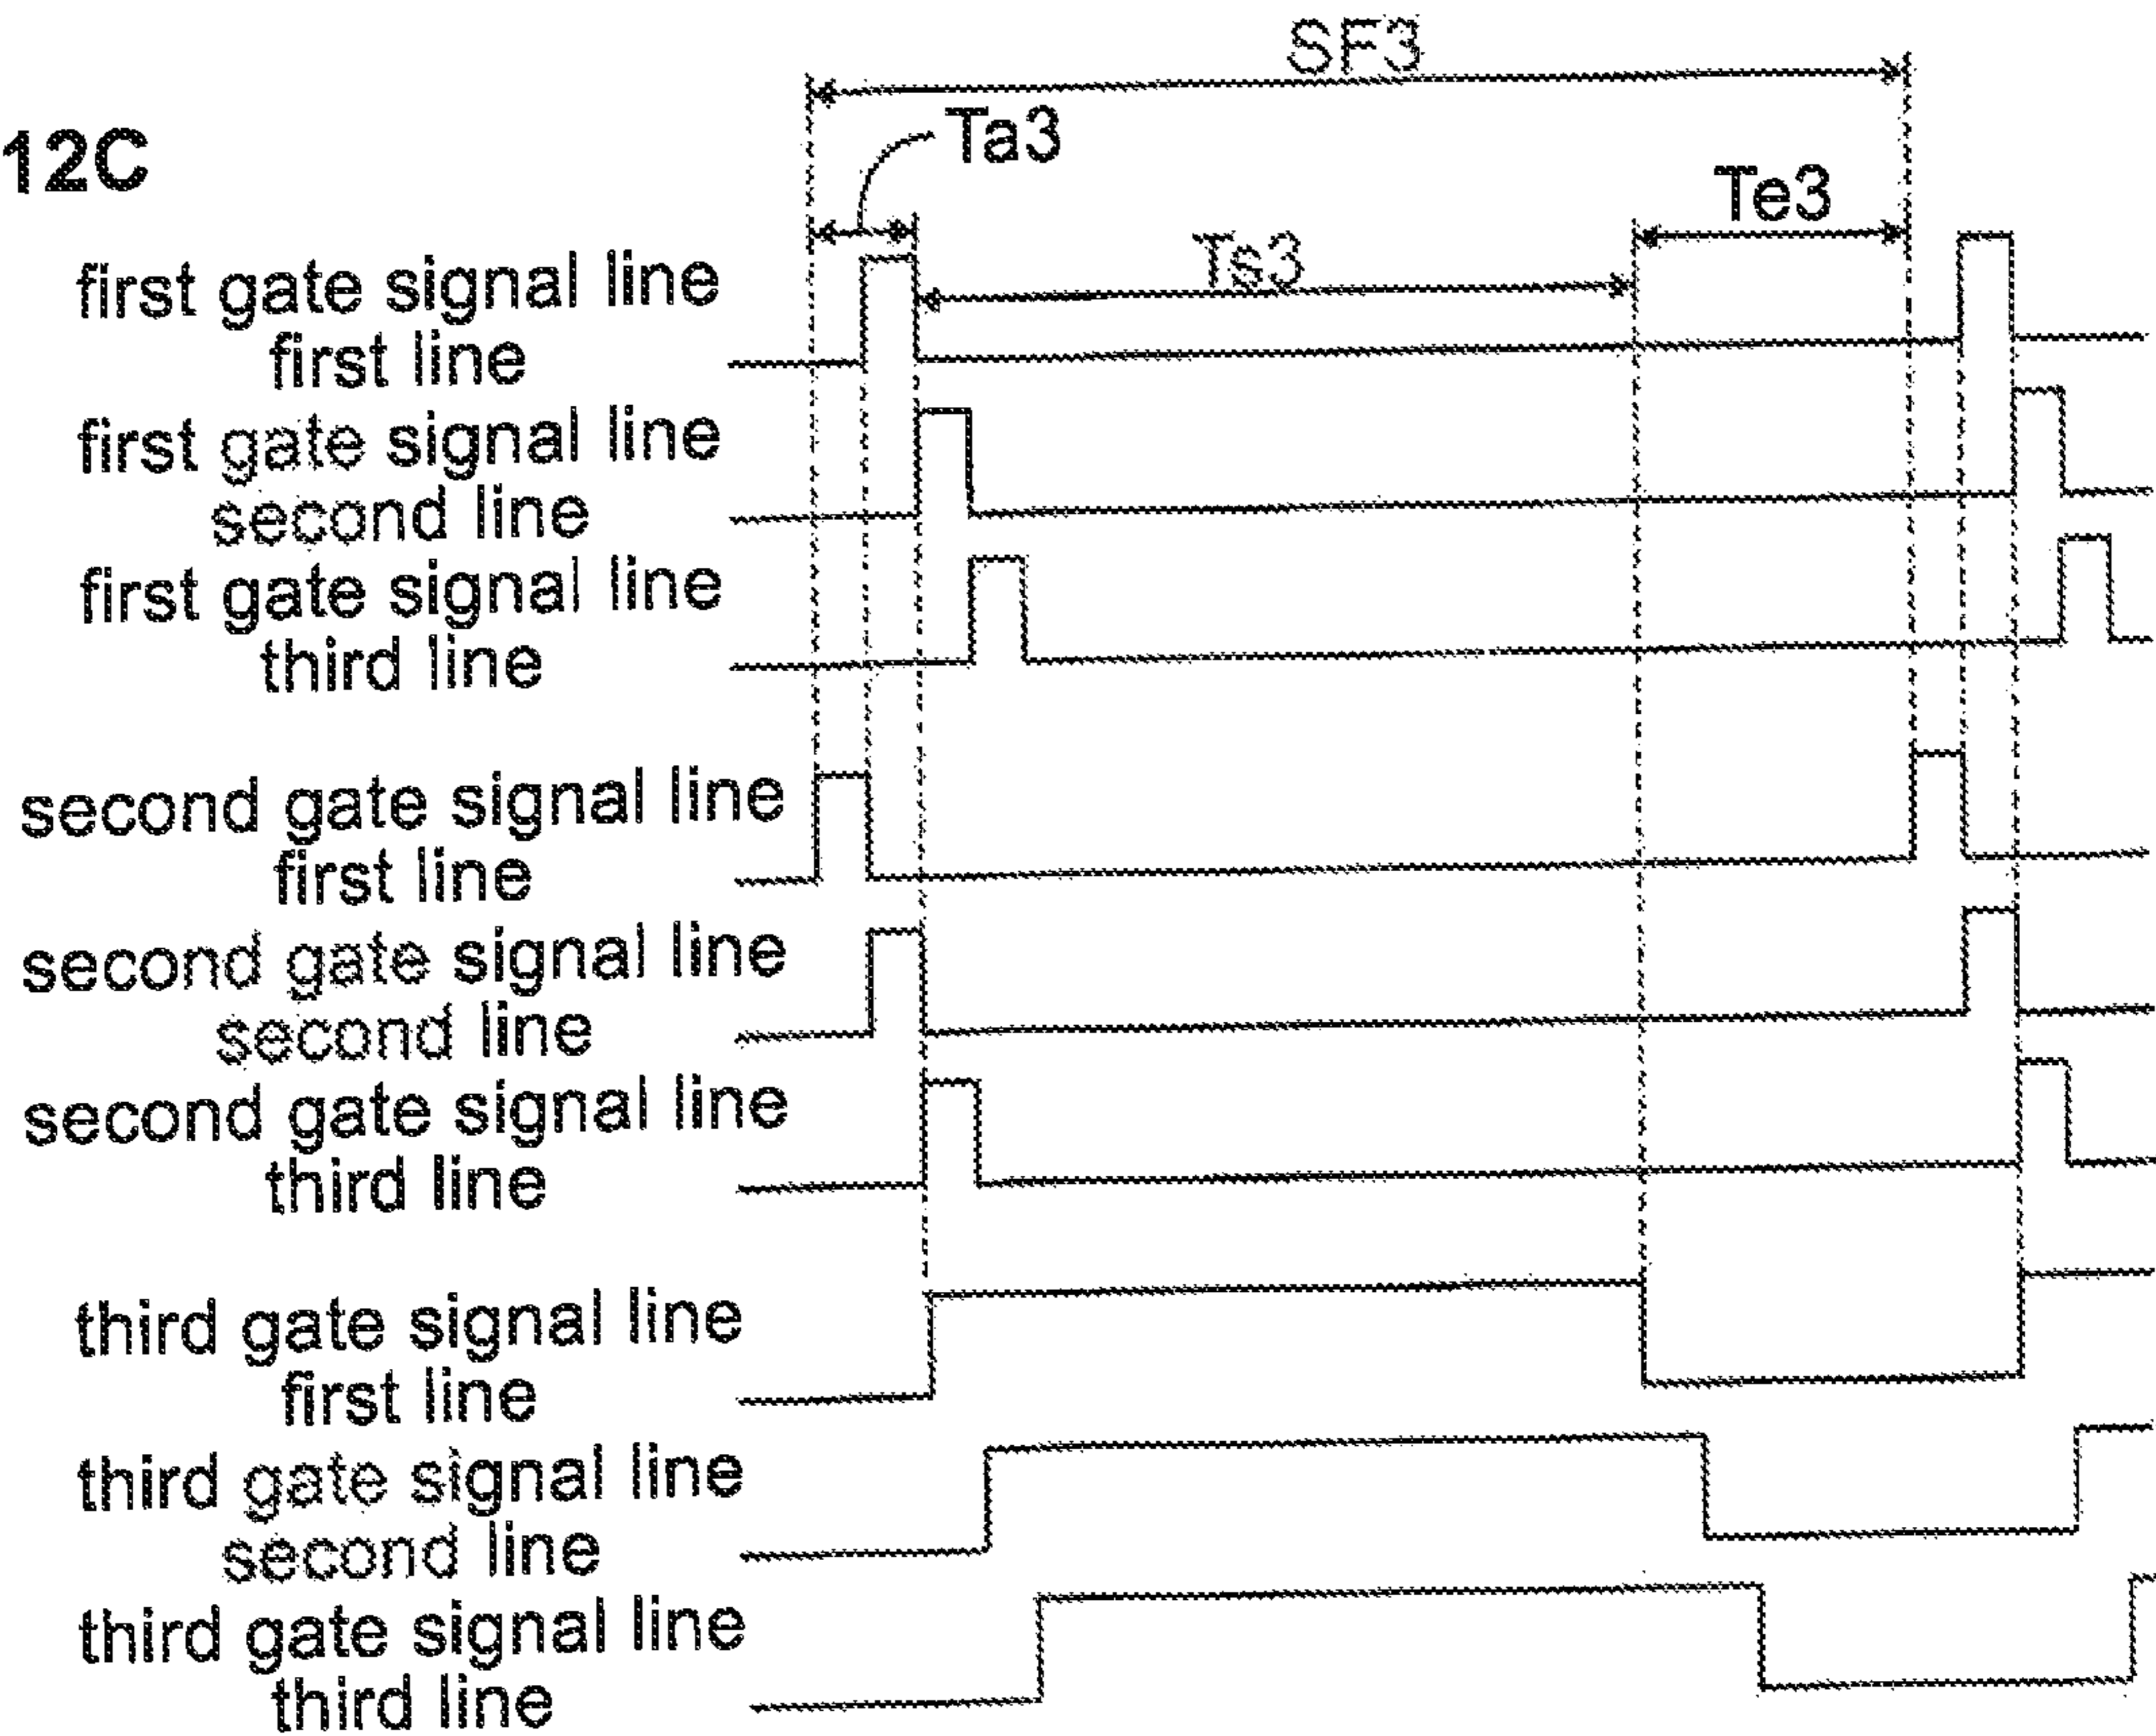 SF3
12C
Ta3
Te3
Ts3
first gate signal line
first line
first gate signal line
second line
first gate signal line
third line
second gate signal line
first line
second gate signal line
second line
second gate signal line
third line
third gate signal line
first line
third gate signal line
second line
third gate signal line
third line